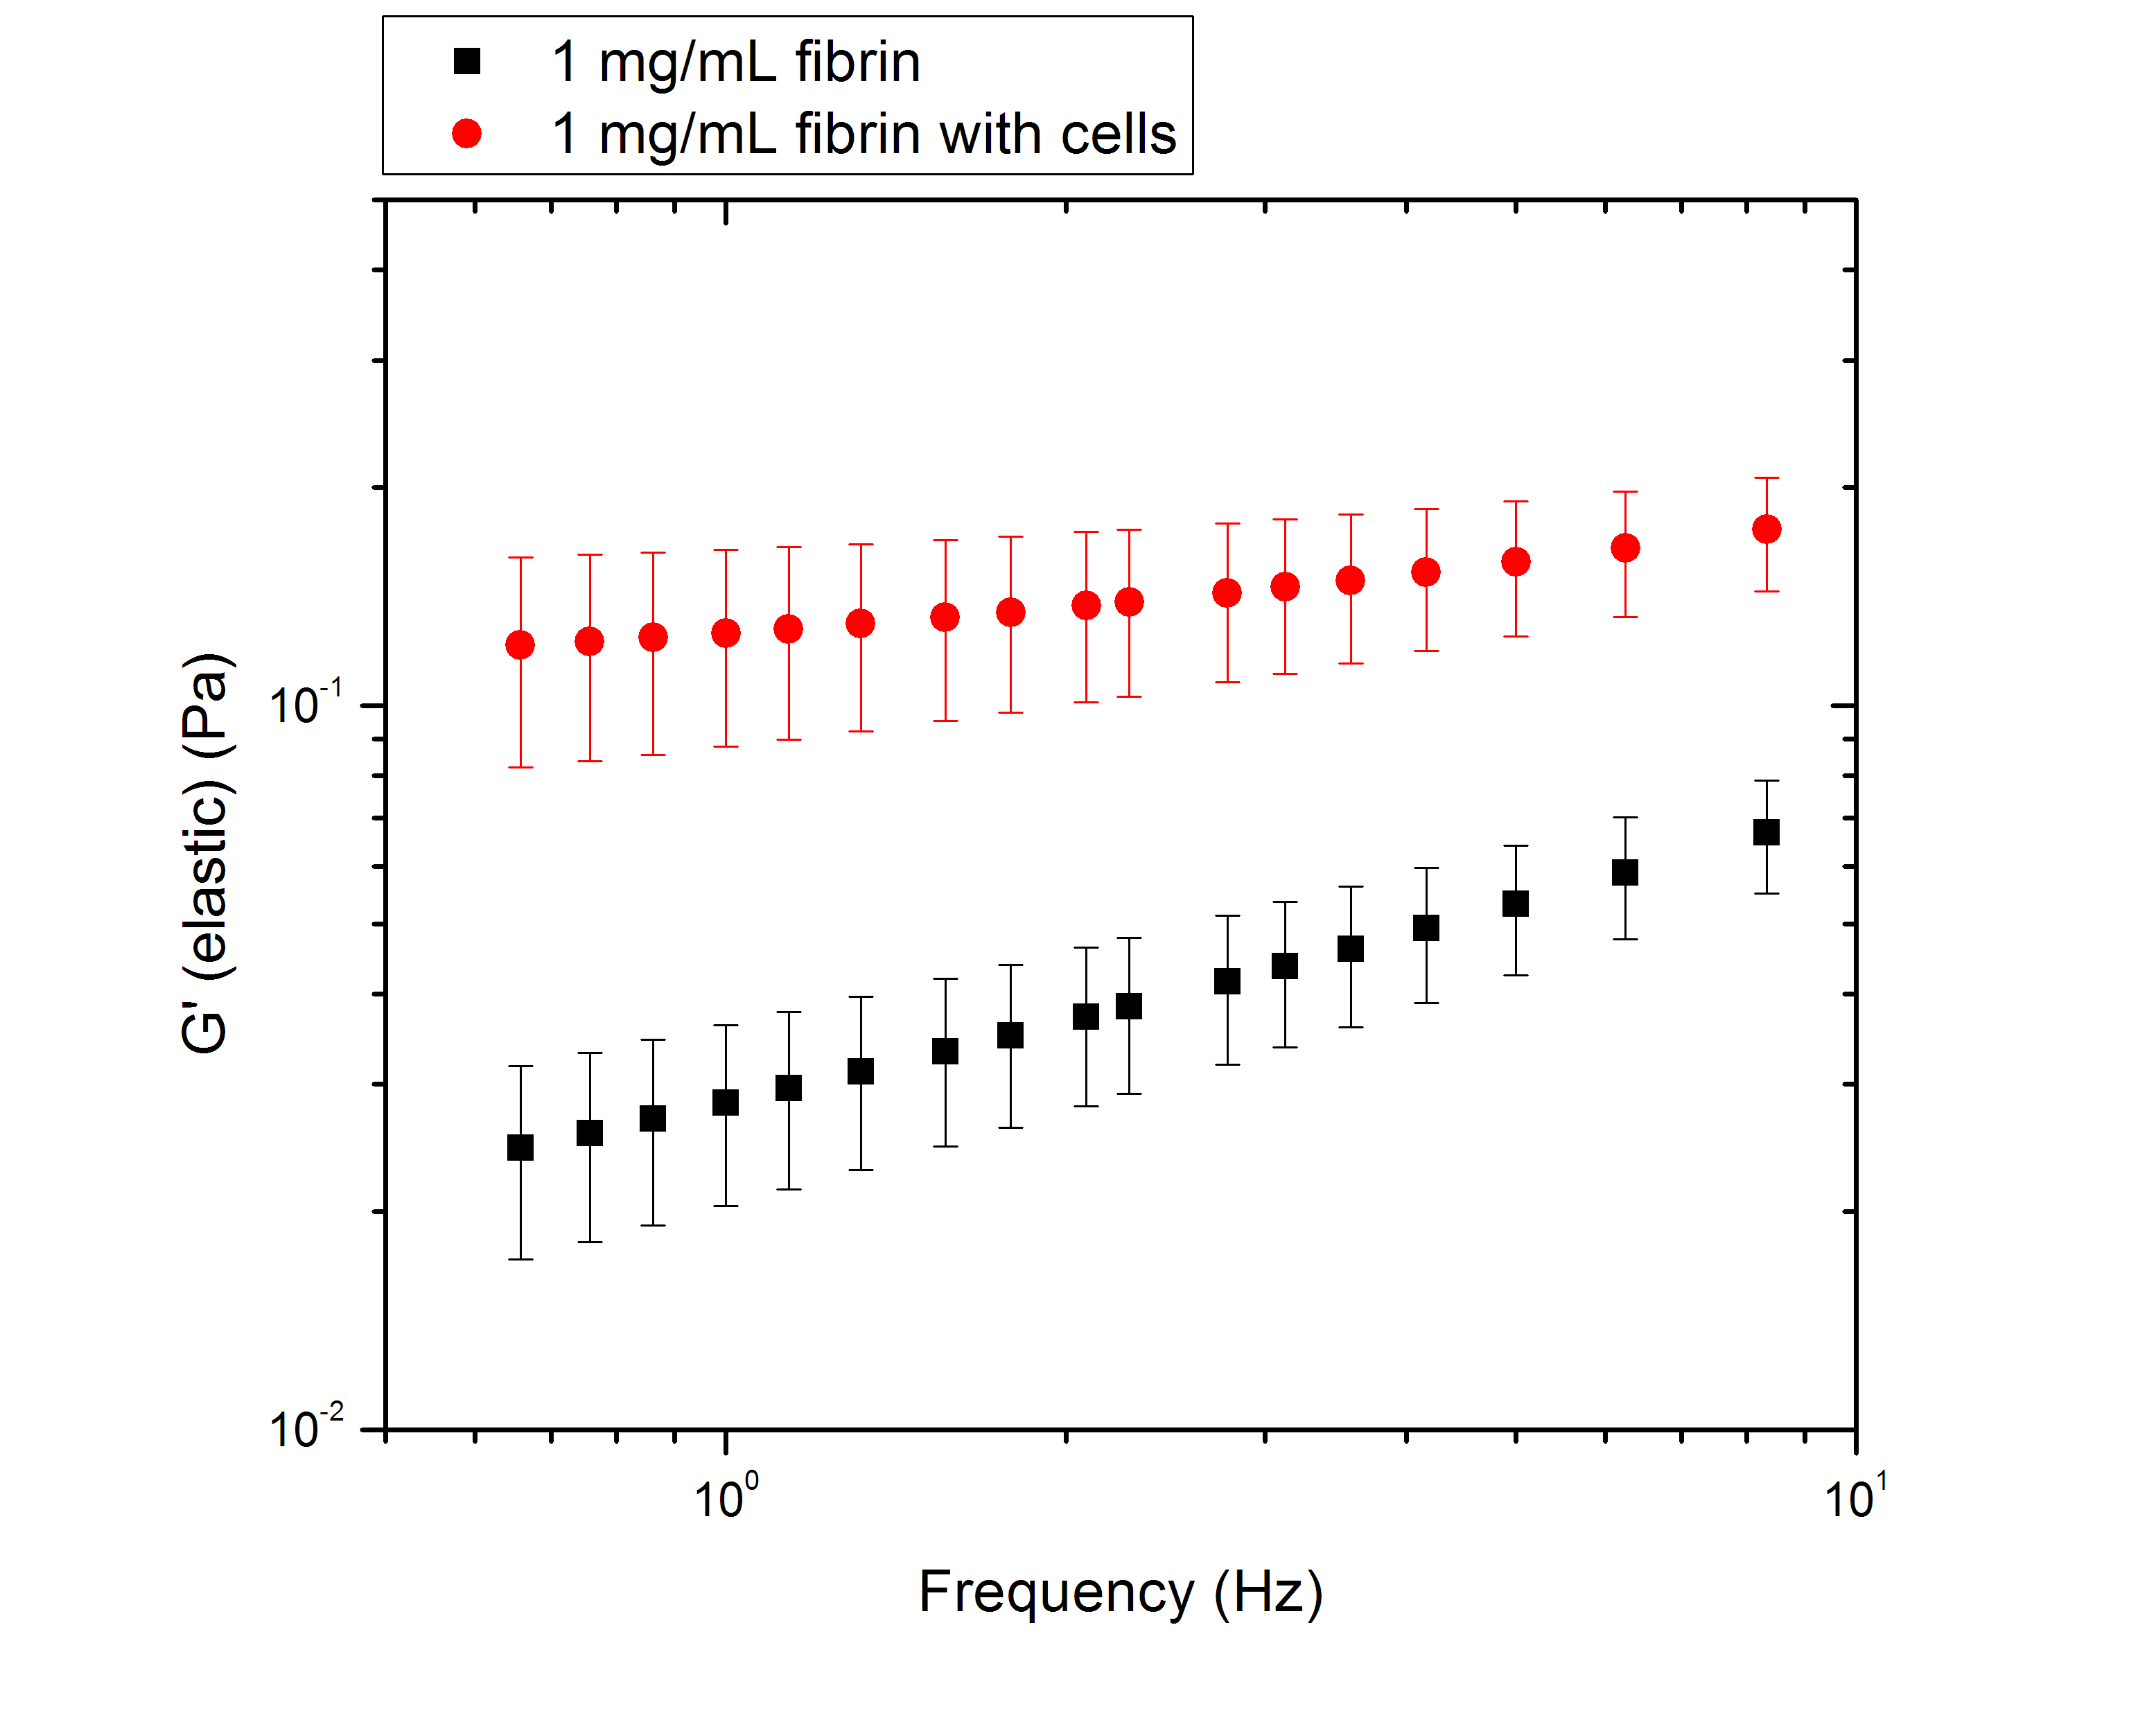 1 mg/mL fibrin
1 mg/mL fibrin with cells
G' (elastic) (Pa)
10⁻¹
10⁻²
10⁰
10¹
Frequency (Hz)